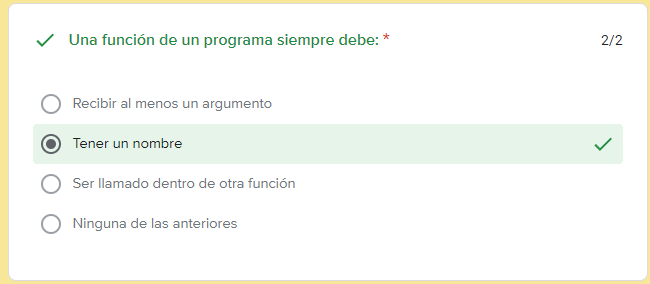 Una función de un programa siempre debe: *
2/2
Recibir al menos un argumento
Tener un nombre
Ser llamado dentro de otra función
Ninguna de las anteriores